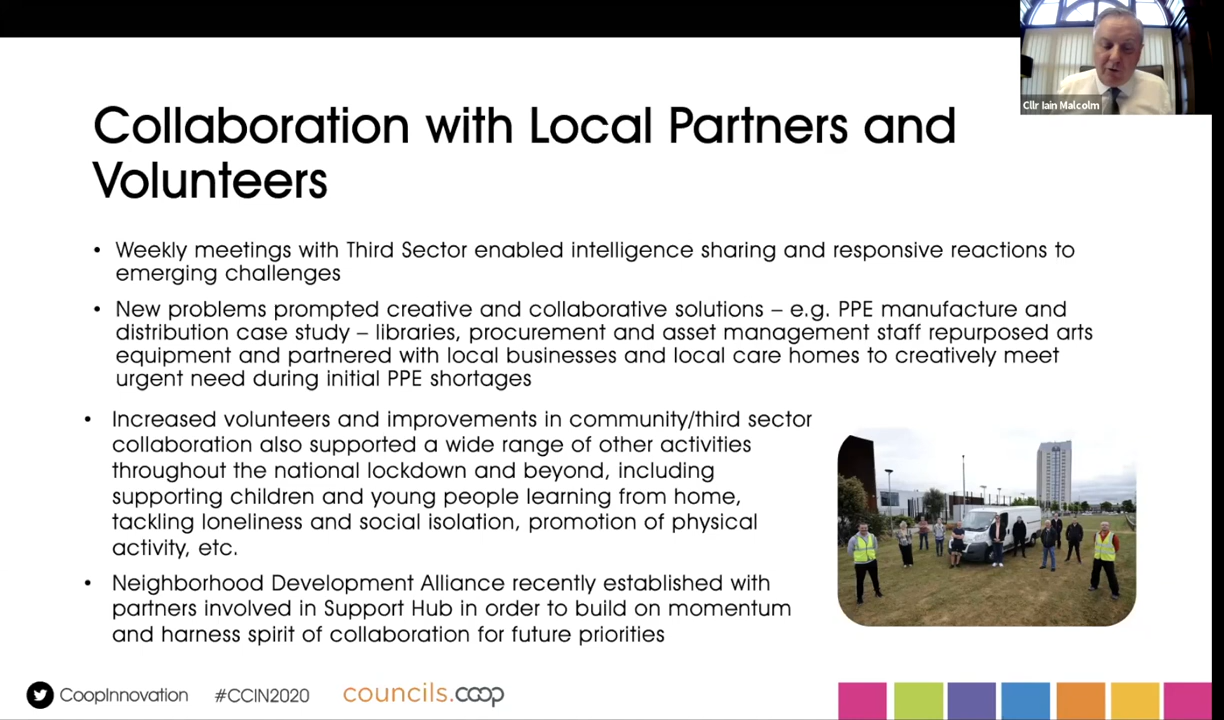 Cllr Iain Malcolm
Collaboration with Local Partners and
Volunteers
• Weekly meetings with Third Sector enabled intelligence sharing and responsive reactions to
emerging challenges
• New problems prompted creative and collaborative solutions – e.g. PPE manufacture and
distribution case study – libraries, procurement and asset management staff repurposed arts
equipment and partnered with local businesses and local care homes to creatively meet
urgent need during initial PPE shortages
• Increased volunteers and improvements in community/third sector
collaboration also supported a wide range of other activities
throughout the national lockdown and beyond, including
supporting children and young people learning from home,
tackling loneliness and social isolation, promotion of physical
activity, etc.
• Neighborhood Development Alliance recently established with
partners involved in Support Hub in order to build on momentum
and harness spirit of collaboration for future priorities
CoopInnovation #CCIN2020 councils.coop